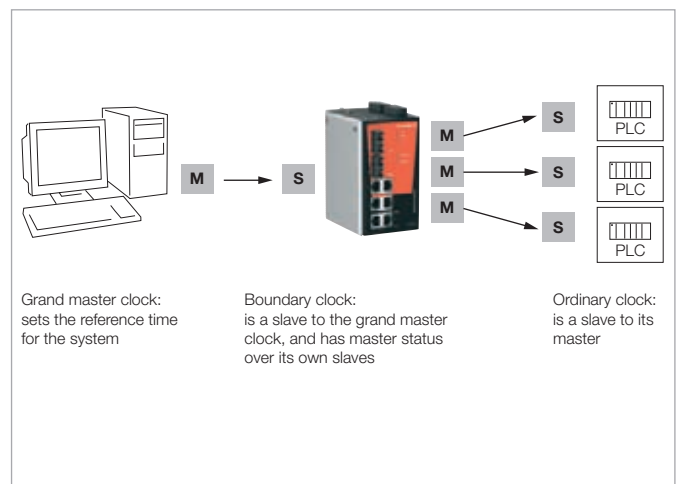 M
S
M
M
M
S
S
S
PLC
PLC
PLC
Grand master clock:
sets the reference time
for the system
Boundary clock:
is a slave to the grand master
clock, and has master status
over its own slaves
Ordinary clock:
is a slave to its
master